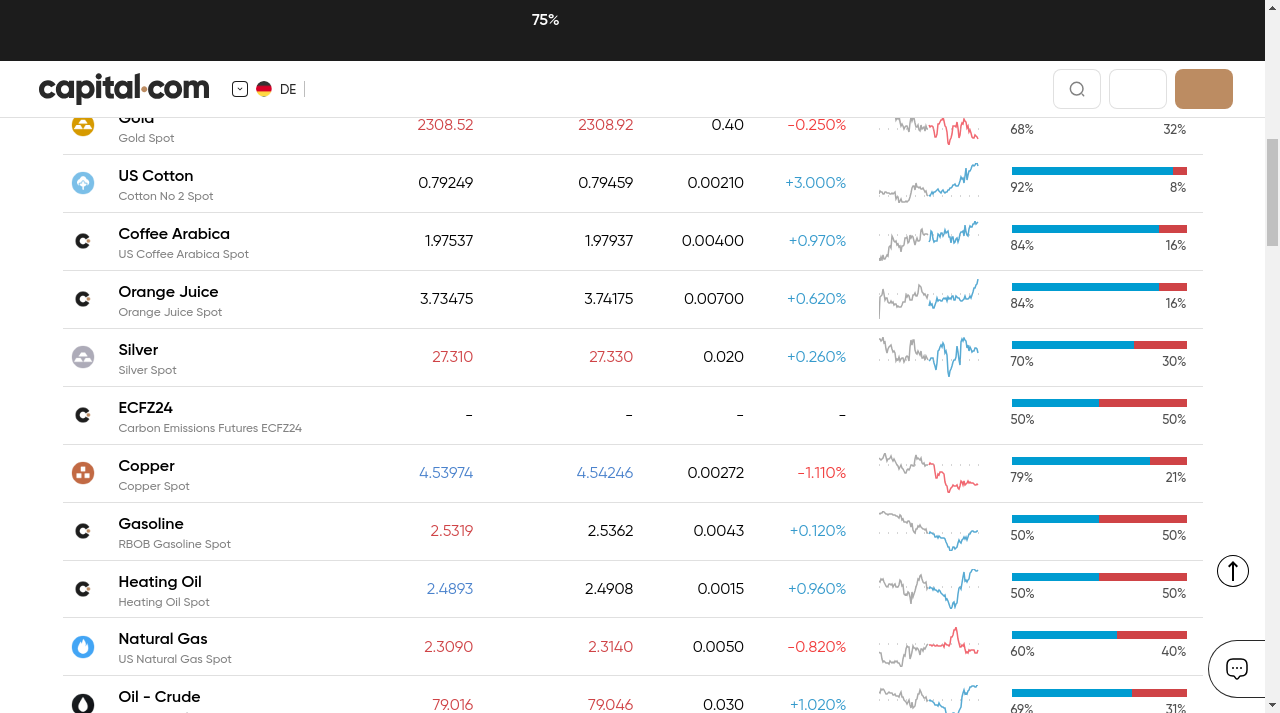 75%
capital.com
DE
Gold 2308.52 2308.92 0.40 -0.250% 68% 32%
Gold Spot
US Cotton 0.79249 0.79459 0.00210 +3.000% 92% 8%
Cotton No 2 Spot
Coffee Arabica 1.97537 1.97937 0.00400 +0.970% 84% 16%
US Coffee Arabica Spot
Orange Juice 3.73475 3.74175 0.00700 +0.620% 84% 16%
Orange Juice Spot
Silver 27.310 27.330 0.020 +0.260% 70% 30%
Silver Spot
ECFZ24 - - - - 50% 50%
Carbon Emissions Futures ECFZ24
Copper 4.53974 4.54246 0.00272 -1.110% 79% 21%
Copper Spot
Gasoline 2.5319 2.5362 0.0043 +0.120% 50% 50%
RBOB Gasoline Spot
Heating Oil 2.4893 2.4908 0.0015 +0.960% 50% 50%
Heating Oil Spot
Natural Gas 2.3090 2.3140 0.0050 -0.820% 60% 40%
US Natural Gas Spot
Oil - Crude 79.016 79.046 0.030 +1.020% 69% 31%